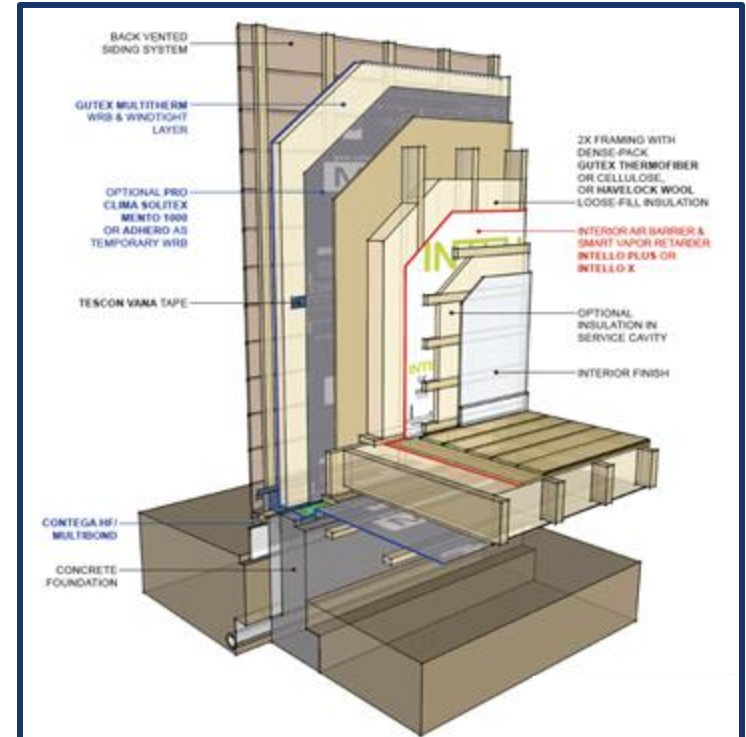 BACK VENTED
SIDING SYSTEM
GUTEX MULTITHERM
WRB & WINDTIGHT
LAYER
OPTIONAL PRO
CLIMA SOLITEX
MENTO 1000
OR ADHERO AS
TEMPORARY WRB
TESCON VANA TAPE
CONTEGA HF/
MULTIBOND
CONCRETE
FOUNDATION
2X FRAMING WITH
DENSE-PACK
GUTEX THERMOFIBER
OR CELLULOSE,
OR HAVELOCK WOOL
LOOSE-FILL INSULATION
INTERIOR AIR BARRIER &
SMART VAPOR RETARDER:
INTELLO PLUS OR
INTELLO X
OPTIONAL
INSULATION IN
SERVICE CAVITY
INTERIOR FINISH
INTE
INTE